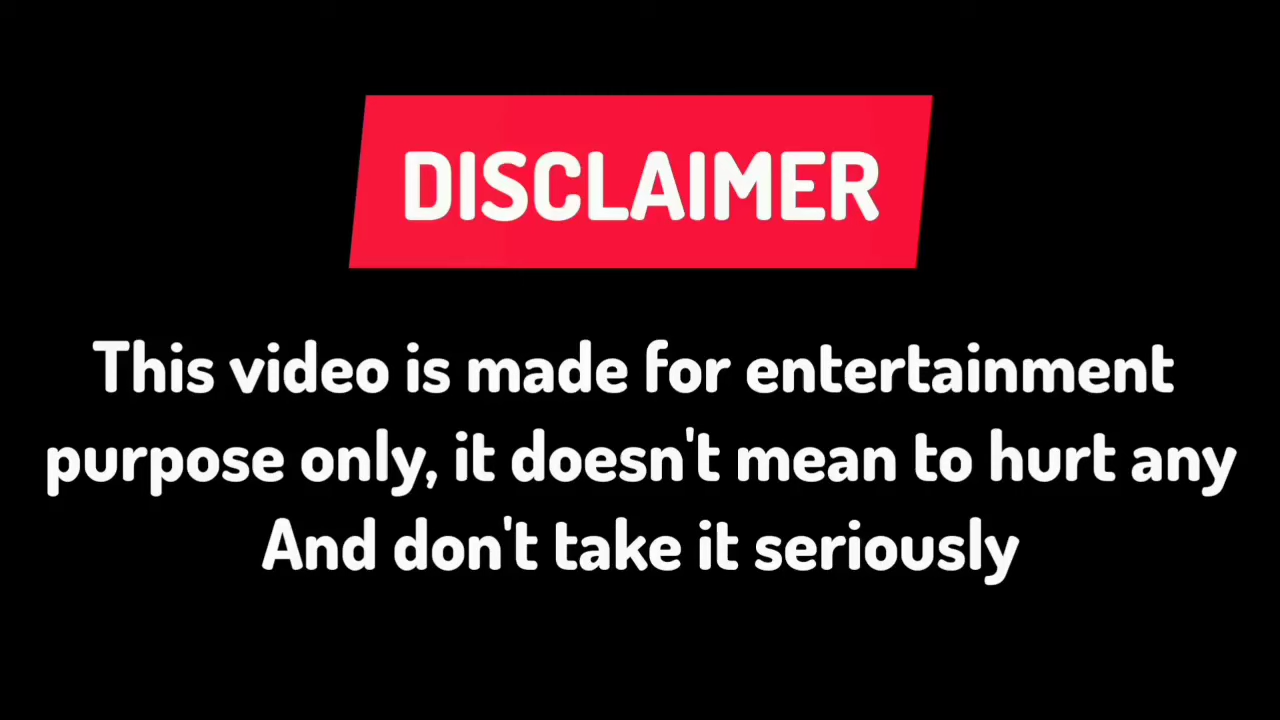 DISCLAIMER
This video is made for entertainment
purpose only, it doesn't mean to hurt any
And don't take it seriously